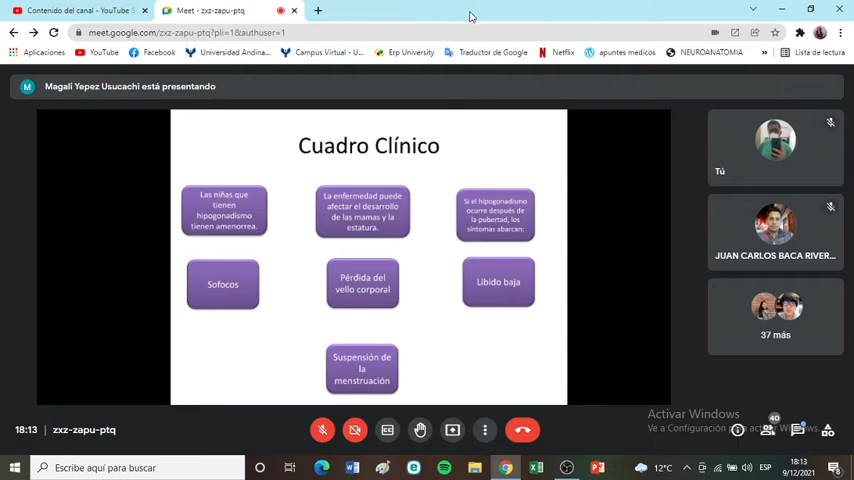 Contenido del canal - YouTube St
Meet - zxz-zapu-ptq
meet.google.com/zxz-zapu-ptq?pli=1&authuser=1
Aplicaciones
YouTube
Facebook
Universidad Andina...
Campus Virtual - U...
Erp University
Traductor de Google
Netflix
apuntes medicos
NEUROANATOMIA
Lista de lectura
M
Magali Yepez Usucachi está presentando
Cuadro Clínico
Las niñas que
tienen
hipogonadismo
tienen amenorrea.
La enfermedad puede
afectar el desarrollo
de las mamas y la
estatura.
Si el hipogonadismo
ocurre después de
la pubertad, los
síntomas abarcan:
Sofocos
Pérdida del
vello corporal
Libido baja
Suspensión de
la
menstruación
Tú
JUAN CARLOS BACA RIVER...
37 más
Activar Windows
Ve a Configuración para activar Windows.
18:13
zxz-zapu-ptq
40
Escribe aquí para buscar
12°C
ESP
18:13
9/12/2021